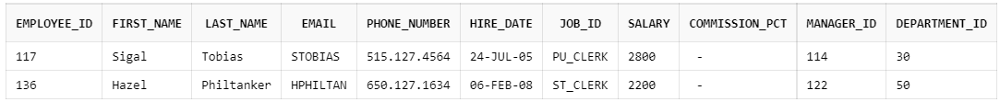 EMPLOYEE_ID FIRST_NAME LAST_NAME EMAIL PHONE_NUMBER HIRE_DATE JOB_ID SALARY COMMISSION_PCT MANAGER_ID DEPARTMENT_ID
117 Sigal Tobias STOBIAS 515.127.4564 24-JUL-05 PU_CLERK 2800 - 114 30
136 Hazel Philtanker HPHILTAN 650.127.1634 06-FEB-08 ST_CLERK 2200 - 122 50